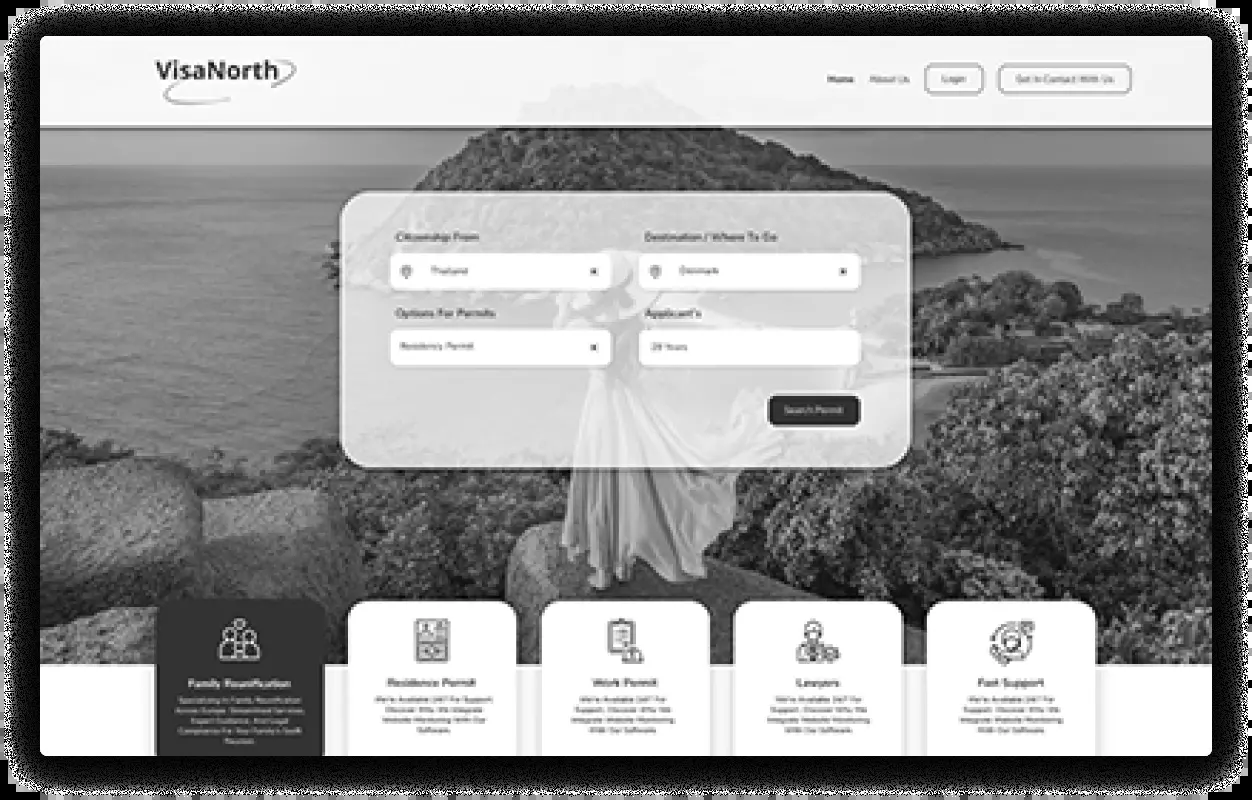 VisaNorth
Home About Us Login Get In Contact With Us
Citizenship From Destination / Where To Go
Thailand Denmark
Options For Permits Applicant's
Residency Permit 28 Years
Search Permit
Family Reunification
Specializing In Family Reunification
Across Europe. Streamlined Services,
Expert Guidance, And Legal
Compliance For Your Family's Swift
Reunion.
Residence Permit
We're Available 24/7 For Support.
Discover Why We Integrate
Website Monitoring With Our
Software.
Work Permit
We're Available 24/7 For
Support. Discover Why We
Integrate Website Monitoring
With Our Software.
Lawyers
We're Available 24/7 For
Support. Discover Why We
Integrate Website Monitoring
With Our Software.
Fast Support
We're Available 24/7 For
Support. Discover Why We
Integrate Website Monitoring
With Our Software.